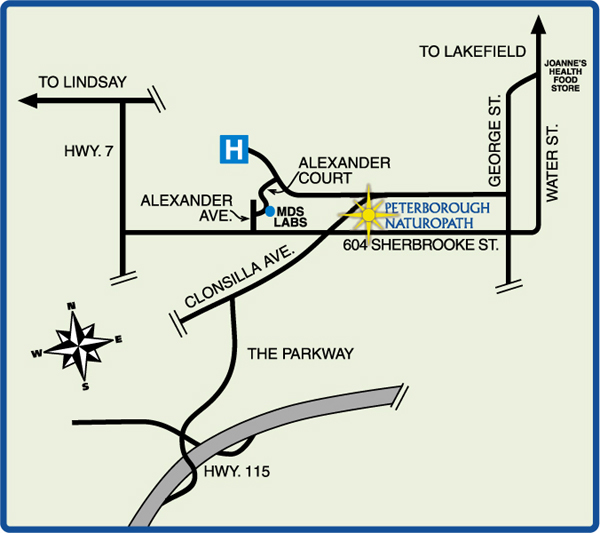 TO LAKEFIELD
JOANNE'S
HEALTH
FOOD
STORE
TO LINDSAY
HWY. 7
GEORGE ST.
WATER ST.
H
ALEXANDER
COURT
ALEXANDER
AVE.
MDS
LABS
PETERBOROUGH
NATUROPATH
604 SHERBROOKE ST.
CLONSILLA AVE.
N
W
E
S
THE PARKWAY
HWY. 115